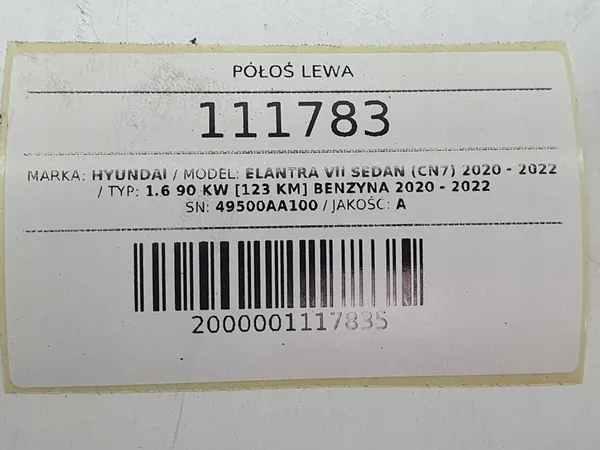 PÓŁOŚ LEWA
111783
MARKA: HYUNDAI / MODEL: ELANTRA VII SEDAN (CN7) 2020 - 2022
/ TYP: 1.6 90 KW [123 KM] BENZYNA 2020 - 2022
SN: 49500AA100 / JAKOŚĆ: A
2000001117835